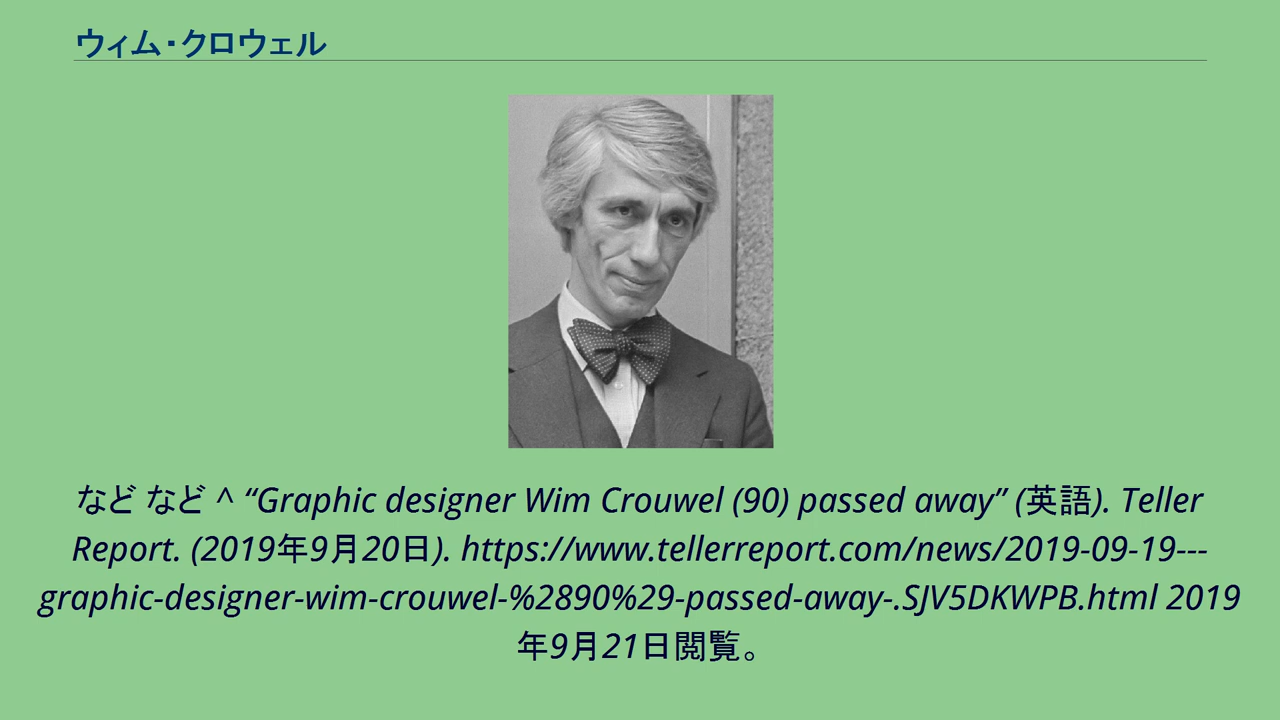 ウィム・クロウェル
など など ^ “Graphic designer Wim Crouwel (90) passed away” (英語). Teller
Report. (2019年9月20日). https://www.tellerreport.com/news/2019-09-19---
graphic-designer-wim-crouwel-%2890%29-passed-away-.SJV5DKWPB.html 2019
年9月21日閲覧。